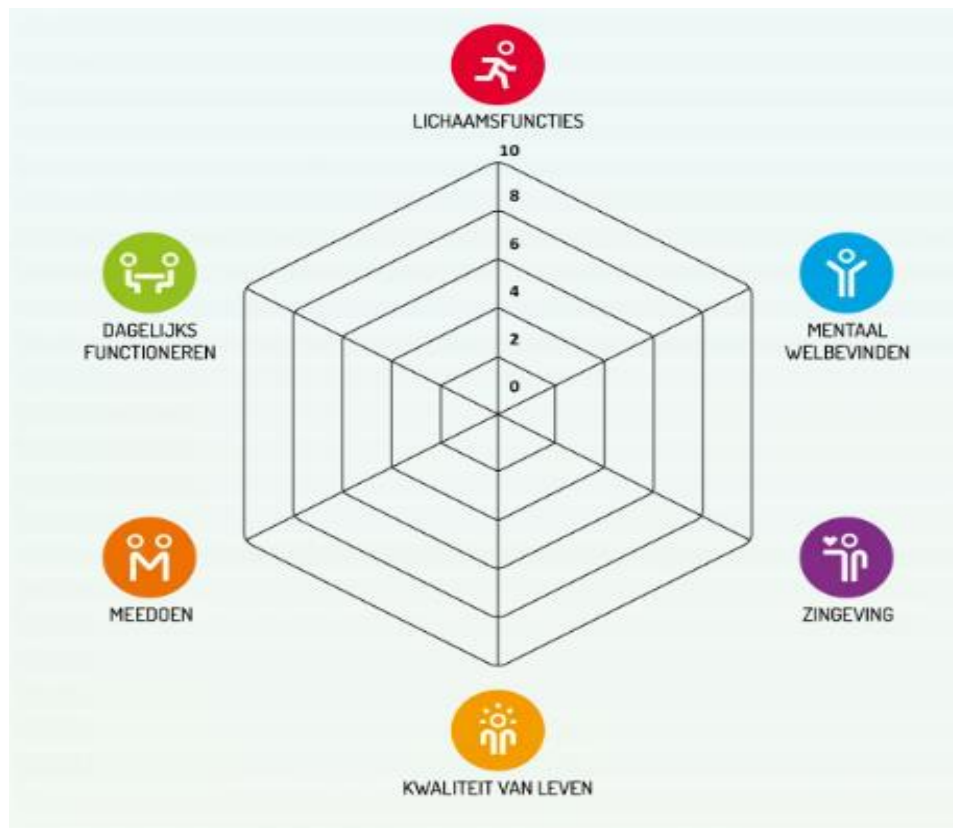 LICHAAMSFUNCTIES
10
8
6
4
2
0
DAGELIJKS
FUNCTIONEREN
MENTAAL
WELBEVINDEN
MEEDOEN
ZINGEVING
KWALITEIT VAN LEVEN